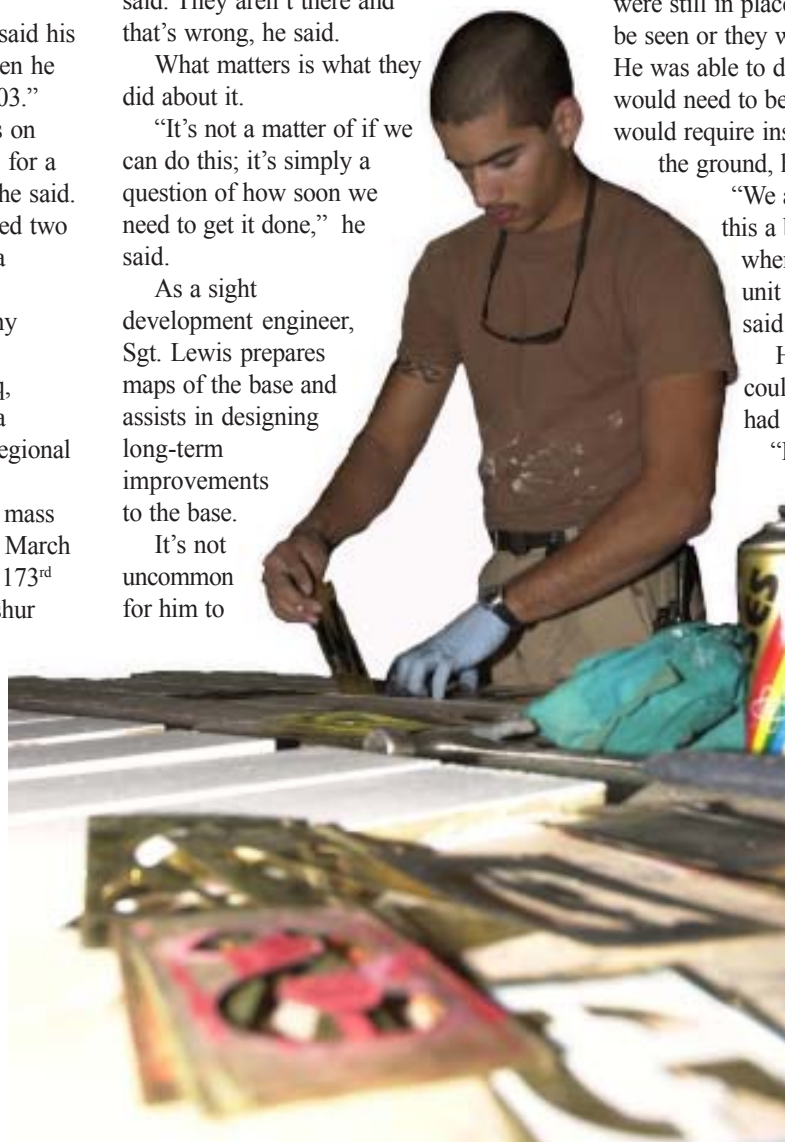 said his
en he
03.”
s on
for a
he said.
ed two
a
ny
q,
a
egional
mass
March
173rd
shur
said. They aren't there and
that's wrong, he said.
What matters is what they
did about it.
“It's not a matter of if we
can do this; it's simply a
question of how soon we
need to get it done,” he
said.
As a sight
development engineer,
Sgt. Lewis prepares
maps of the base and
assists in designing
long-term
improvements
to the base.
It's not
uncommon
for him to
were still in place
be seen or they w
He was able to d
would need to be
would require ins
the ground, h
“We a
this a b
when
unit
said
H
coul
had
“I
ES